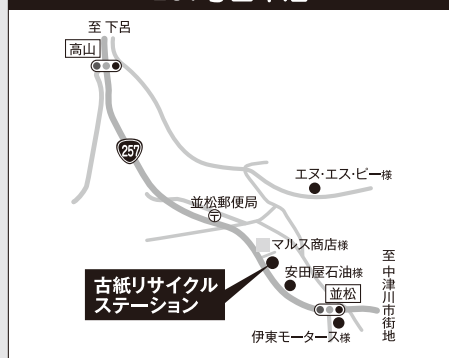 至 下呂
高山
257
エヌ・エス・ピー様
並松郵便局
マルス商店様
安田屋石油様
古紙リサイクル
ステーション
並松
至 中津川市街地
伊東モータース様